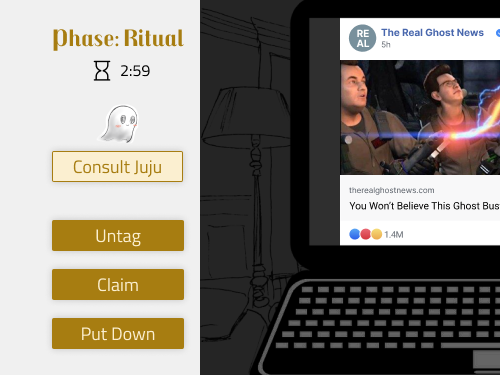 Phase: Ritual
2:59
Consult Juju
Untag
Claim
Put Down
RE
AL
The Real Ghost News
5h
therealghostnews.com
You Won't Believe This Ghost Bus
1.4M